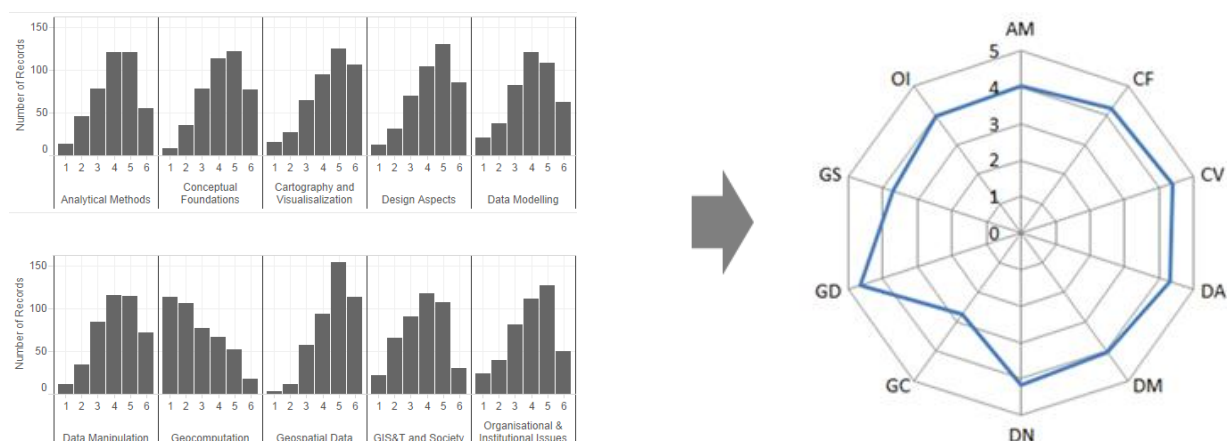 150
100
50
0
Number of Records
1 2 3 4 5 6 1 2 3 4 5 6 1 2 3 4 5 6 1 2 3 4 5 6 1 2 3 4 5 6
Analytical Methods
Conceptual
Foundations
Cartography and
Visualisalization
Design Aspects
Data Modelling
150
100
50
0
Number of Records
1 2 3 4 5 6 1 2 3 4 5 6 1 2 3 4 5 6 1 2 3 4 5 6 1 2 3 4 5 6
Data Manipulation
Geocomputation
Geospatial Data
GIS&T and Society
Organisational &
Institutional Issues
AM
CF
CV
DA
DM
DN
GC
GD
GS
OI
5
4
3
2
1
0